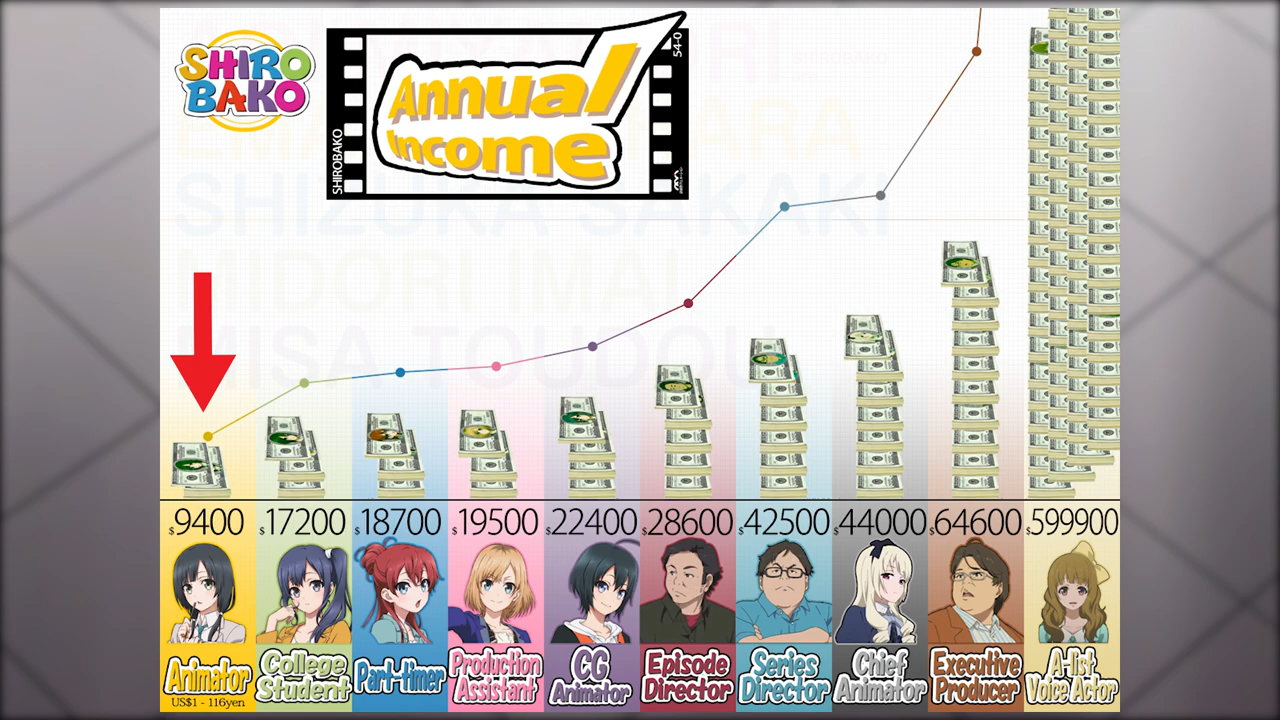 SHIRO
BAKO
SHIROBAKO
Annual
Income
54-0
SHIZUKA SAKAKI
$9400
$17200
$18700
$19500
$22400
$28600
$42500
$44000
$64600
$599900
Animator
US$1 - 116yen
College
Student
Part-timer
Production
Assistant
CG
Animator
Episode
Director
Series
Director
Chief
Animator
Executive
Producer
A-list
Voice Actor